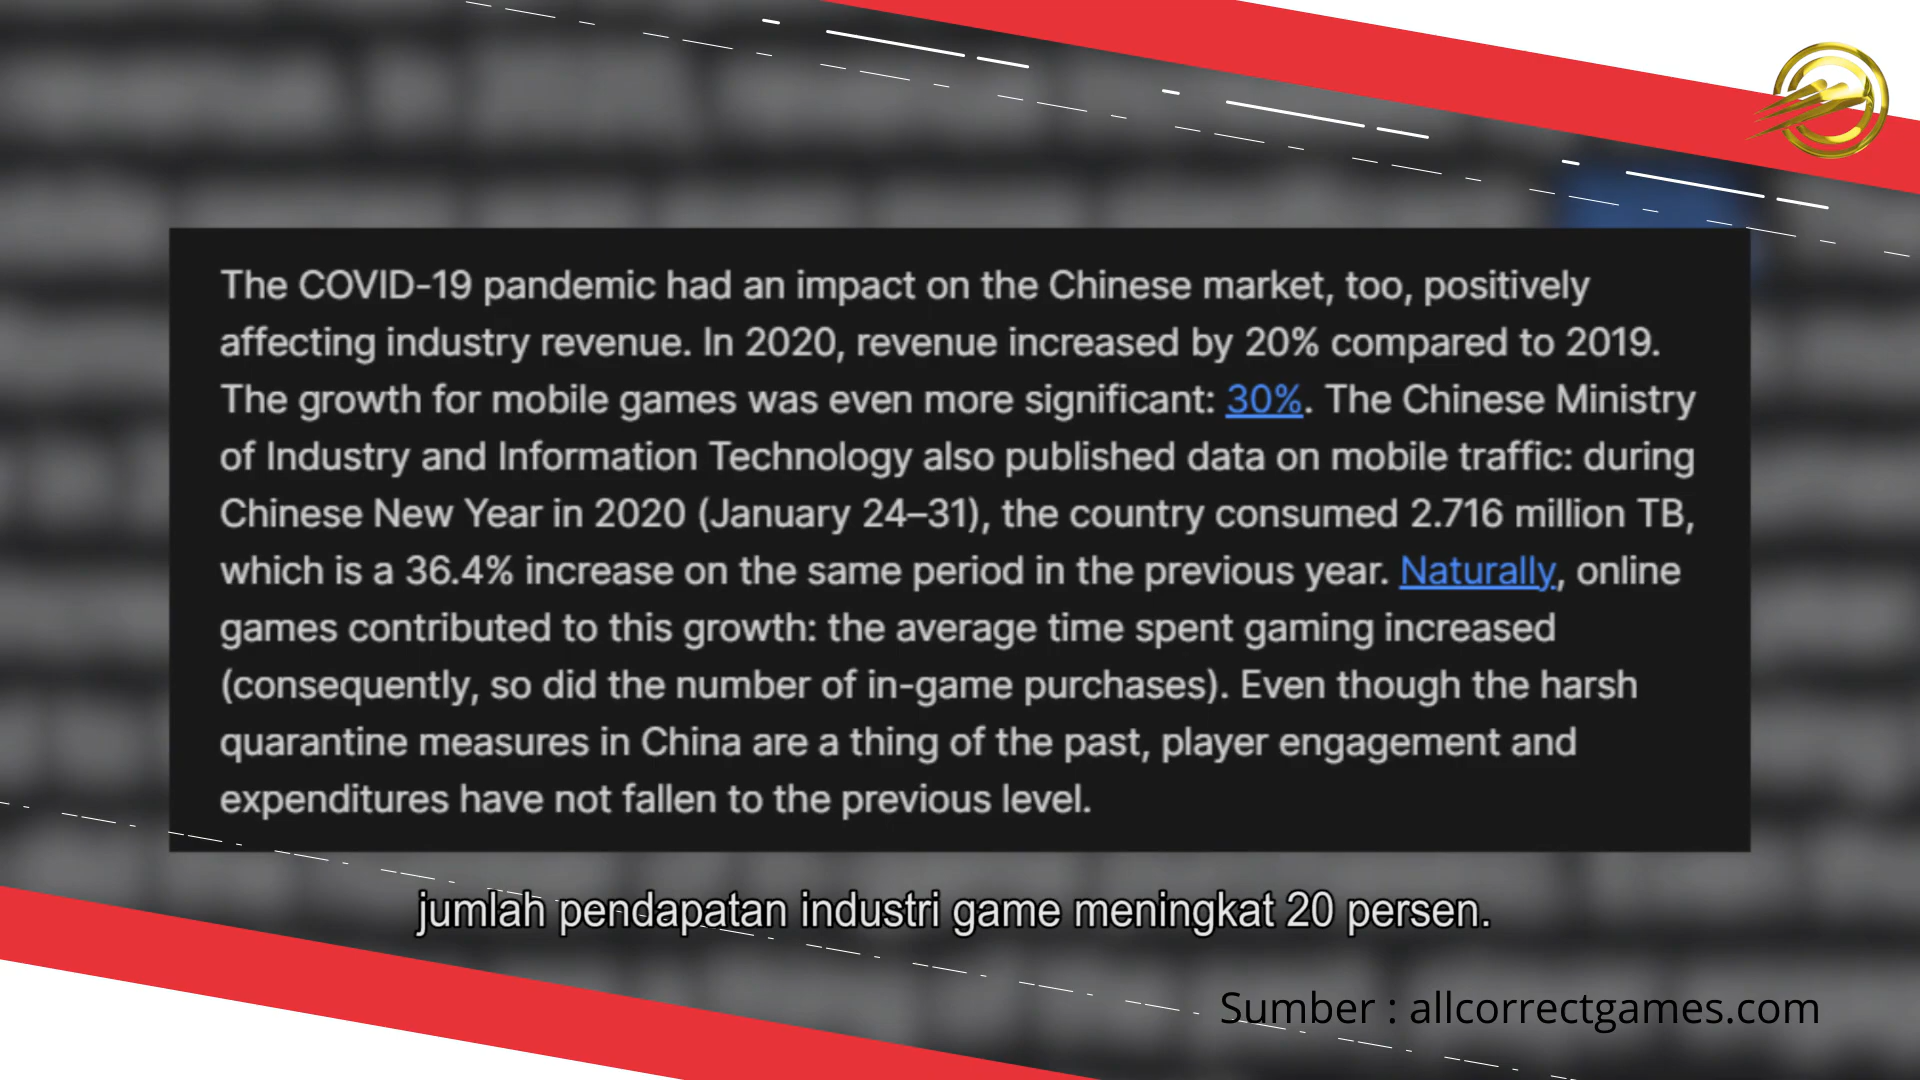 The COVID-19 pandemic had an impact on the Chinese market, too, positively
affecting industry revenue. In 2020, revenue increased by 20% compared to 2019.
The growth for mobile games was even more significant: 30%. The Chinese Ministry
of Industry and Information Technology also published data on mobile traffic: during
Chinese New Year in 2020 (January 24–31), the country consumed 2.716 million TB,
which is a 36.4% increase on the same period in the previous year. Naturally, online
games contributed to this growth: the average time spent gaming increased
(consequently, so did the number of in-game purchases). Even though the harsh
quarantine measures in China are a thing of the past, player engagement and
expenditures have not fallen to the previous level.
jumlah pendapatan industri game meningkat 20 persen.
Sumber : allcorrectgames.com